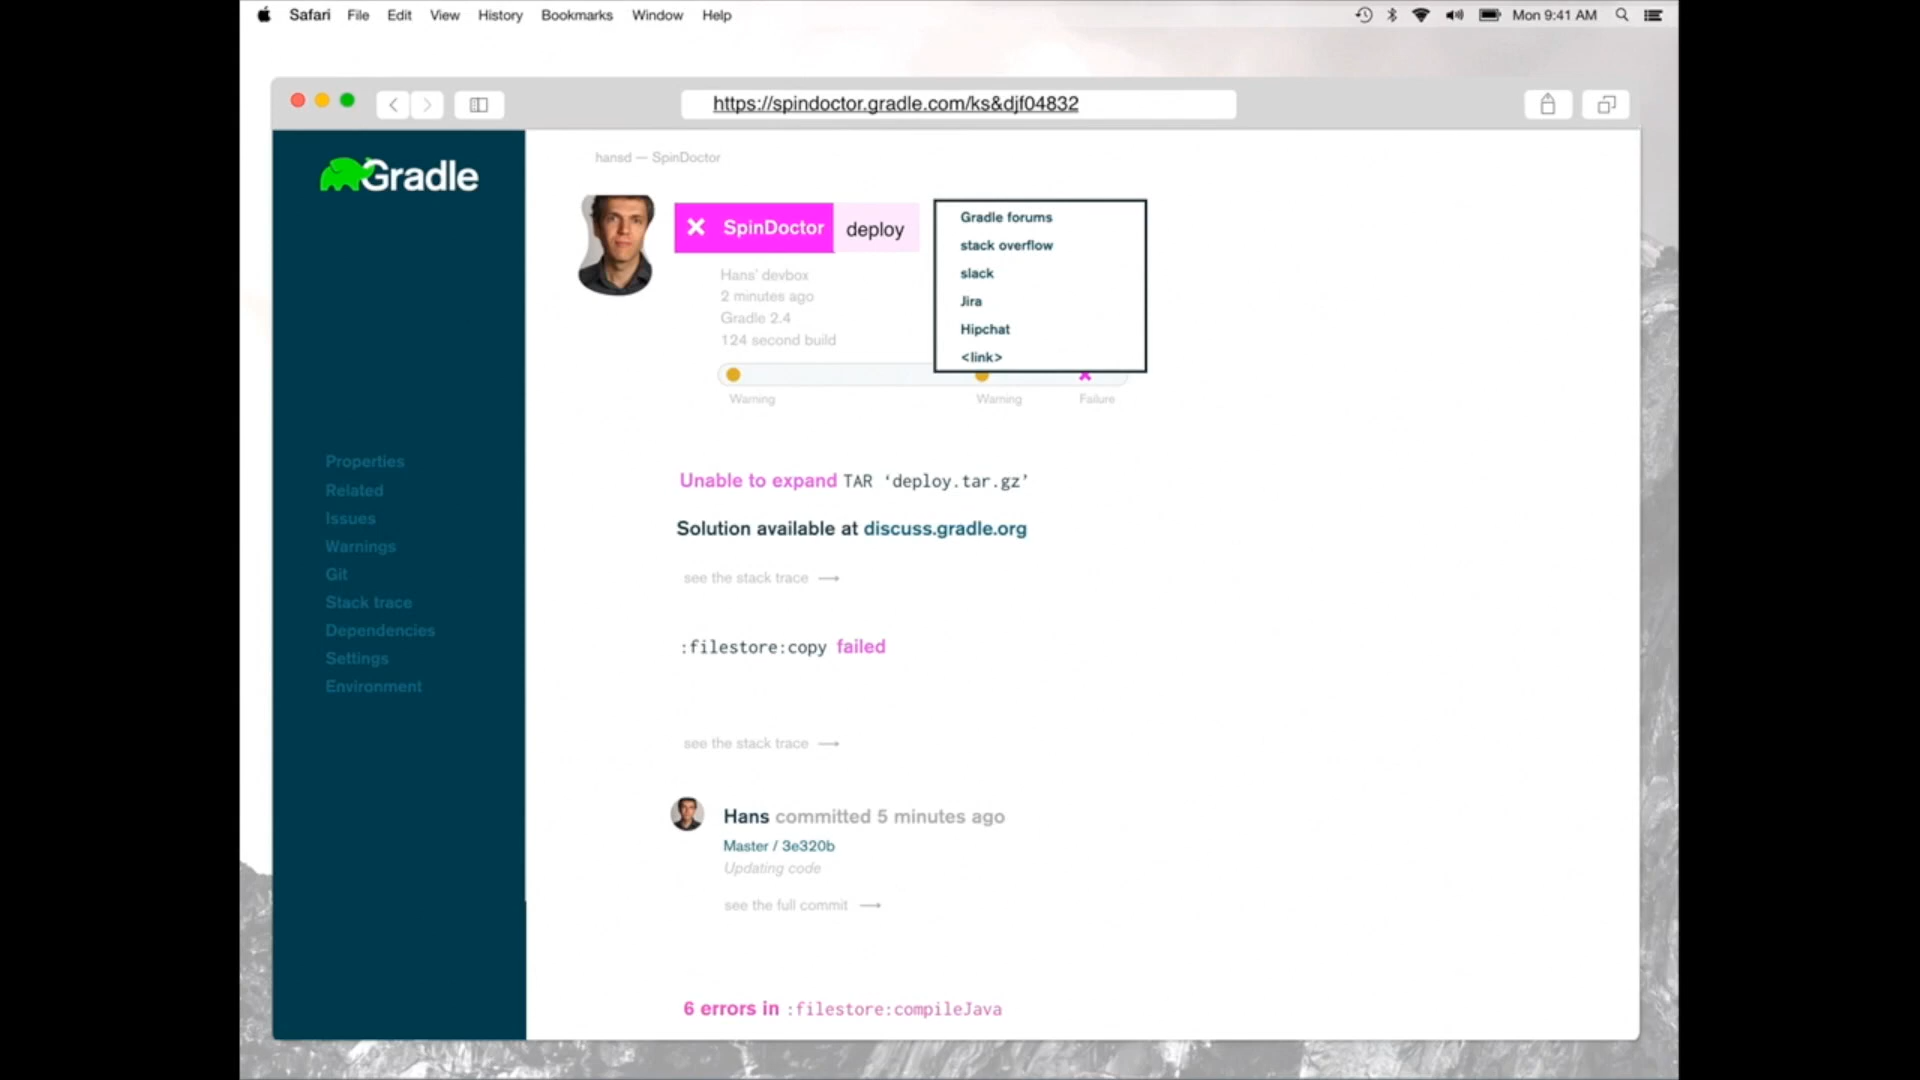 Safari File Edit View History Bookmarks Window Help Mon 9:41 AM
https://spindoctor.gradle.com/ks&djf04832
Gradle
Properties
Related
Issues
Warnings
Git
Stack trace
Dependencies
Settings
Environment
hansd — SpinDoctor
SpinDoctor deploy
Hans' devbox
2 minutes ago
Gradle 2.4
124 second build
Gradle forums
stack overflow
slack
Jira
Hipchat
<link>
Warning Warning Failure
Unable to expand TAR ‘deploy.tar.gz’
Solution available at discuss.gradle.org
see the stack trace ⟶
:filestore:copy failed
see the stack trace ⟶
Hans committed 5 minutes ago
Master / 3e320b
Updating code
see the full commit ⟶
6 errors in :filestore:compileJava